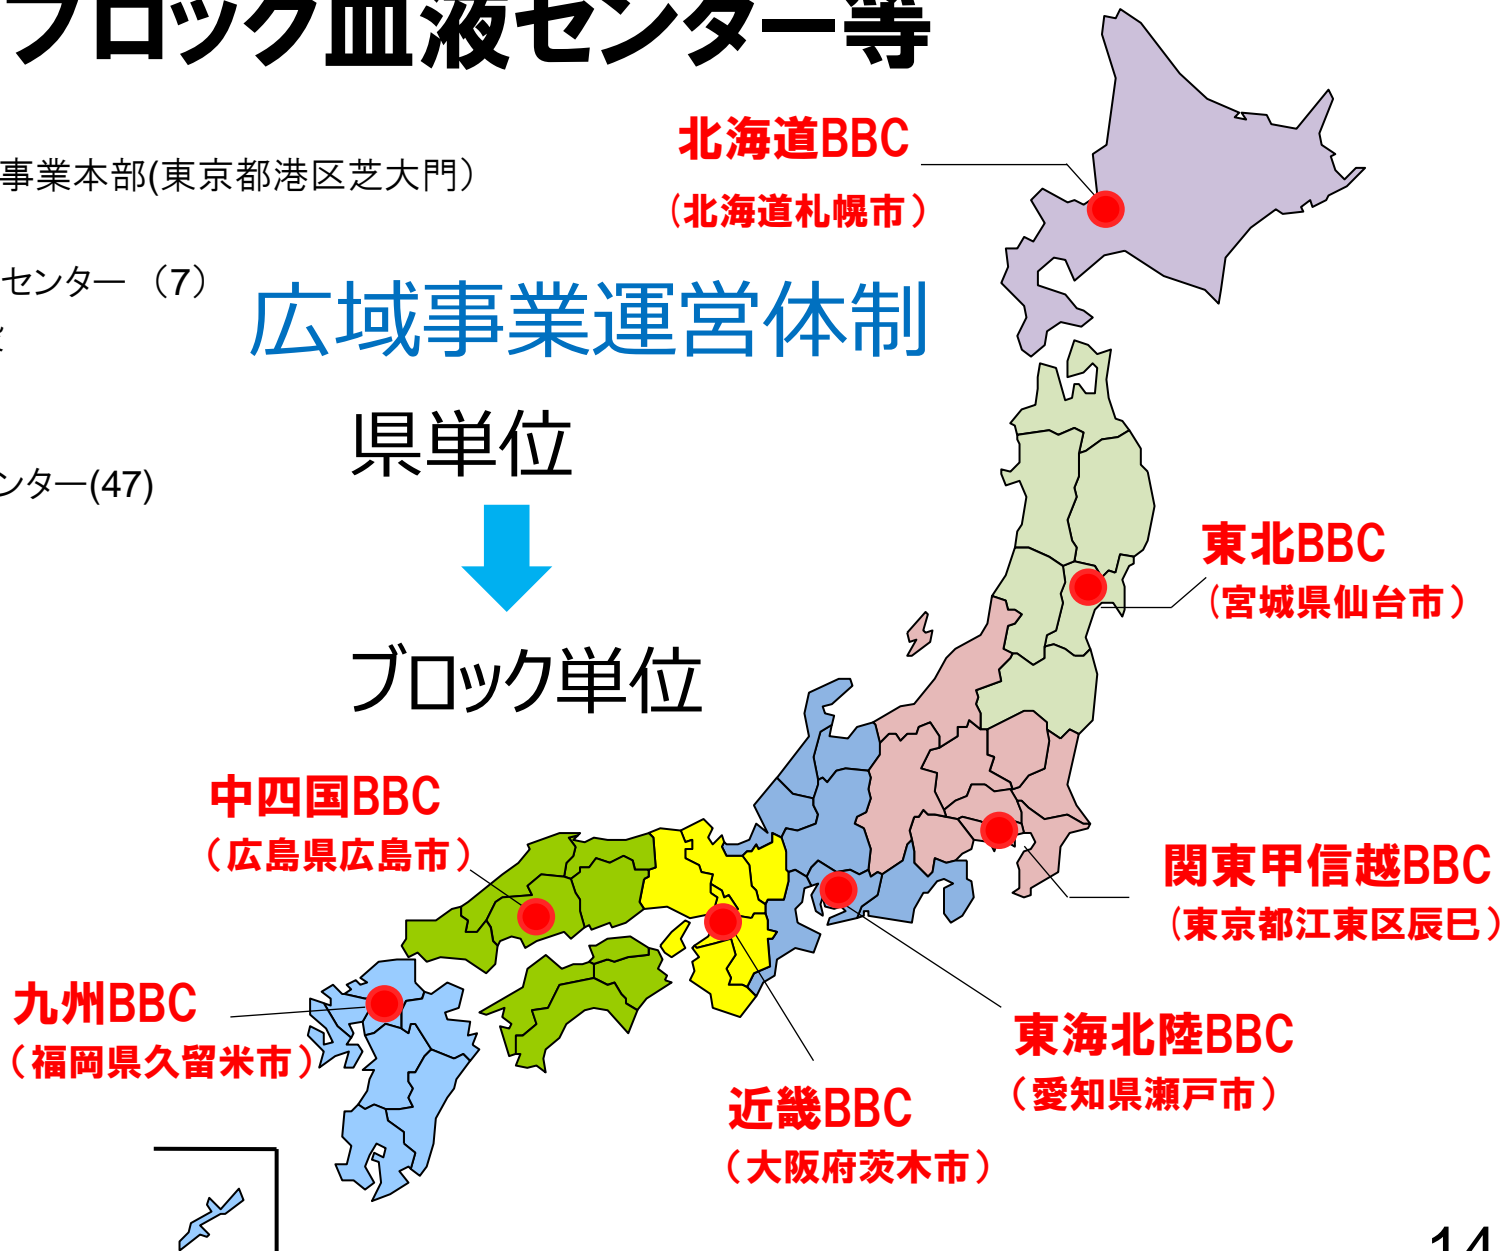 ブロック血液センター等
事業本部(東京都港区芝大門）
センター （7）
ンター(47)
広域事業運営体制
県単位
ブロック単位
北海道BBC
（北海道札幌市）
東北BBC
（宮城県仙台市）
関東甲信越BBC
（東京都江東区辰巳）
東海北陸BBC
（愛知県瀬戸市）
近畿BBC
（大阪府茨木市）
中四国BBC
（広島県広島市）
九州BBC
（福岡県久留米市）
14